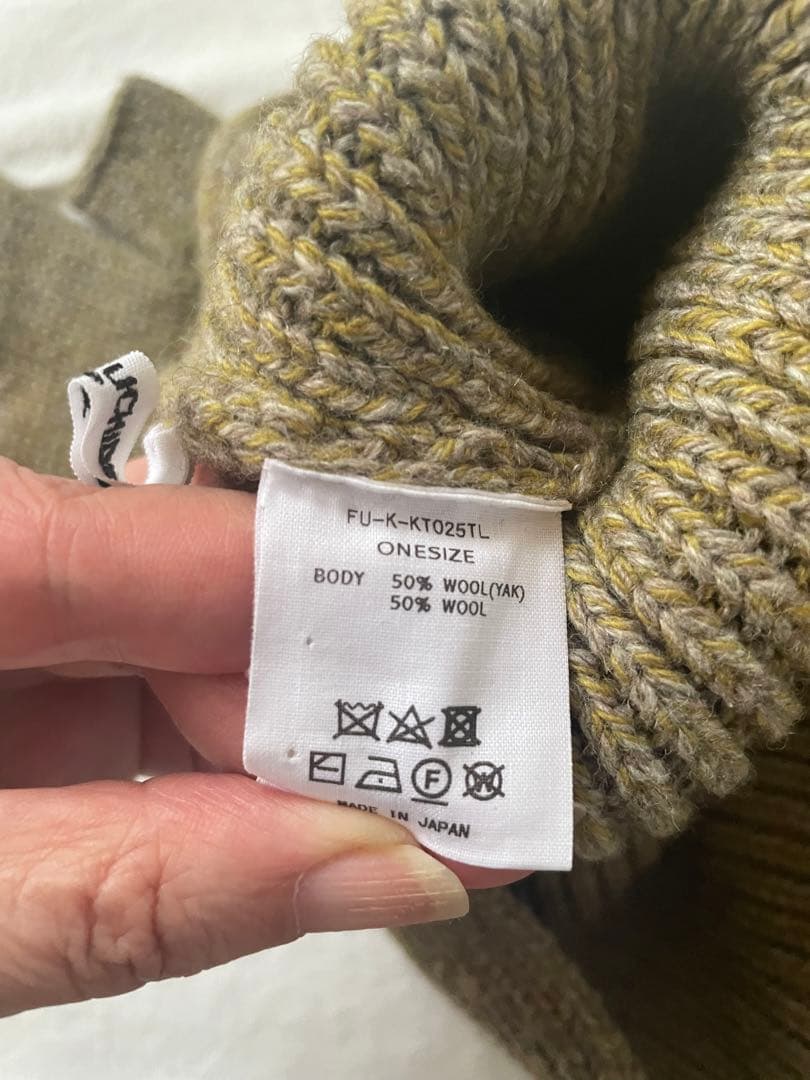 FU-K-KT025TL
ONESIZE
BODY 50% WOOL(YAK)
50% WOOL
F
W
MADE IN JAPAN